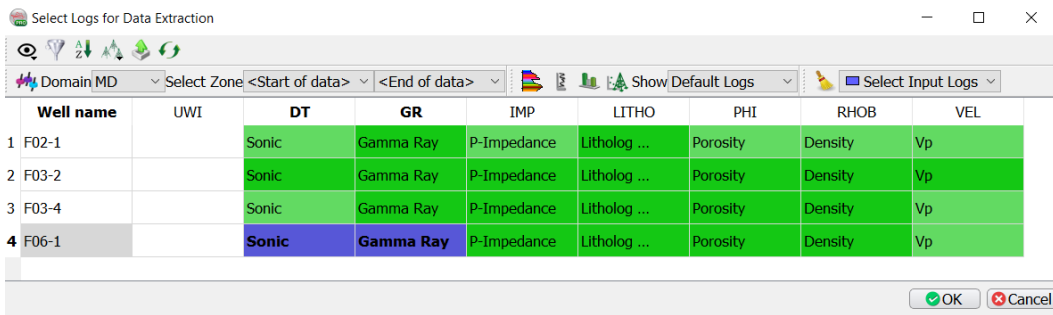 Select Logs for Data Extraction
Domain MD Select Zone <Start of data> <End of data> Show Default Logs Select Input Logs
Well name UWI DT GR IMP LITHO PHI RHOB VEL
1 F02-1 Sonic Gamma Ray P-Impedance Litholog ... Porosity Density Vp
2 F03-2 Sonic Gamma Ray P-Impedance Litholog ... Porosity Density Vp
3 F03-4 Sonic Gamma Ray P-Impedance Litholog ... Porosity Density Vp
4 F06-1 Sonic Gamma Ray P-Impedance Litholog ... Porosity Density Vp
OK Cancel